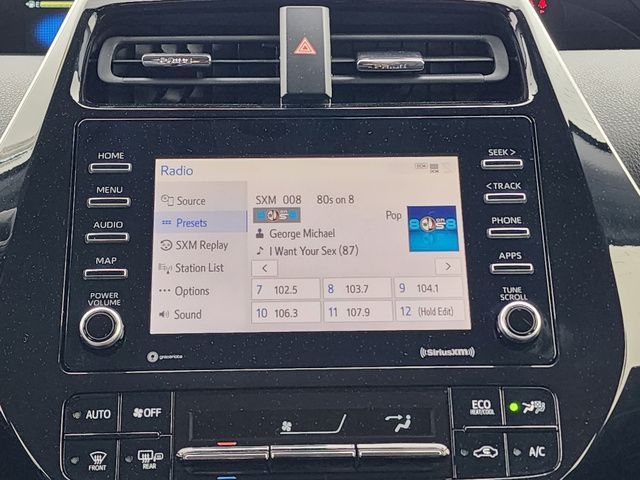 HOME
MENU
AUDIO
MAP
POWER
VOLUME
Radio
Source
Presets
SXM Replay
Station List
Options
Sound
SXM 008 80s on 8
Pop
George Michael
I Want Your Sex (87)
< >
7 102.5 8 103.7 9 104.1
10 106.3 11 107.9 12 (Hold Edit)
SEEK >
< TRACK
PHONE
APPS
TUNE
SCROLL
gracenote
((SiriusXM))
AUTO
OFF
FRONT
REAR
ECO
HEAT/COOL
A/C